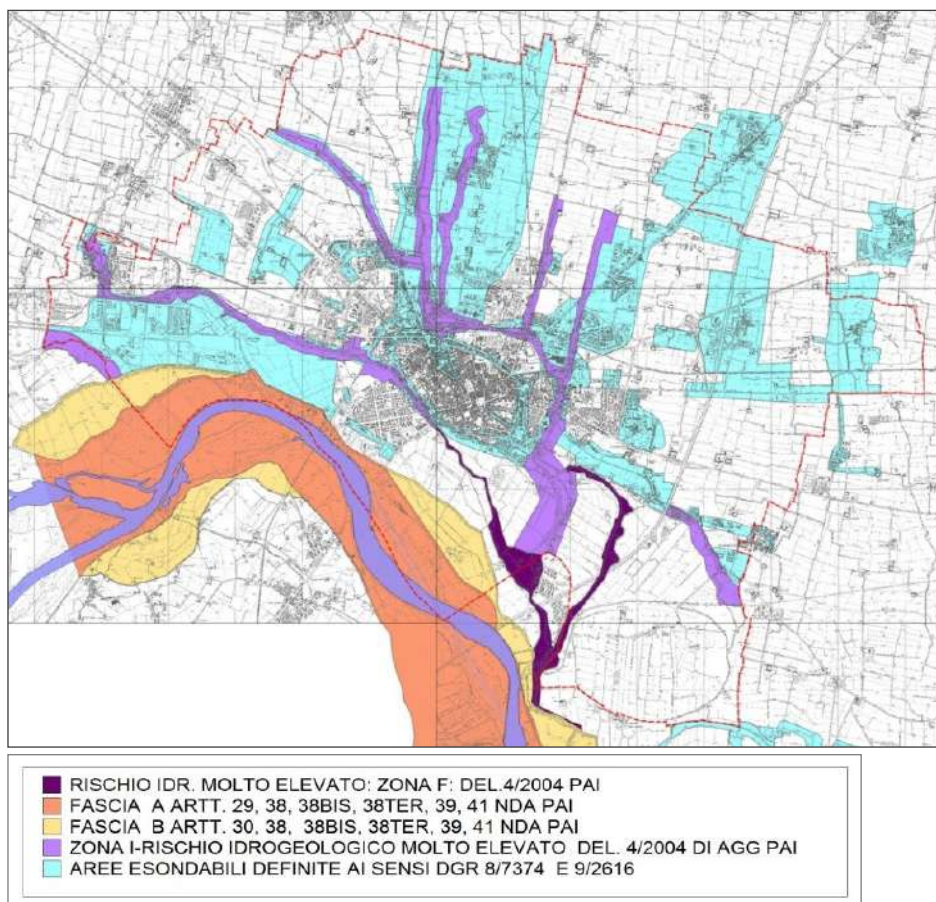 RISCHIO IDR. MOLTO ELEVATO: ZONA F: DEL.4/2004 PAI
FASCIA A ARTT. 29, 38, 38BIS, 38TER, 39, 41 NDA PAI
FASCIA B ARTT. 30, 38, 38BIS, 38TER, 39, 41 NDA PAI
ZONA I-RISCHIO IDROGEOLOGICO MOLTO ELEVATO DEL. 4/2004 DI AGG PAI
AREE ESONDABILI DEFINITE AI SENSI DGR 8/7374 E 9/2616